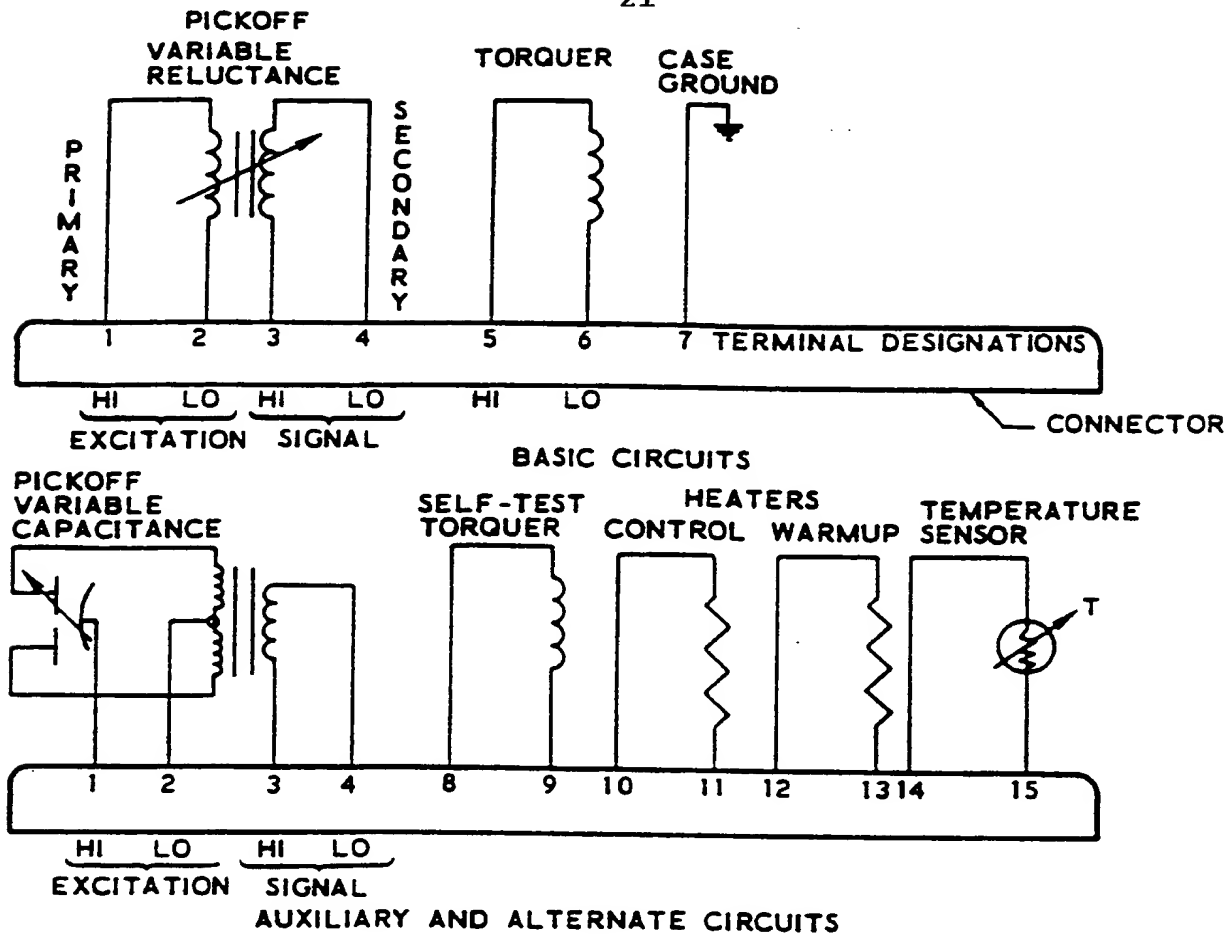 21
PICKOFF
VARIABLE
RELUCTANCE
TORQUER
CASE
GROUND
PRIMARY
SECONDARY
1 2 3 4 5 6 7 TERMINAL DESIGNATIONS
HI LO HI LO HI LO
EXCITATION SIGNAL
CONNECTOR
BASIC CIRCUITS
PICKOFF
VARIABLE
CAPACITANCE
SELF-TEST
TORQUER
HEATERS
CONTROL WARMUP
TEMPERATURE
SENSOR
T
1 2 3 4 8 9 10 11 12 13 14 15
HI LO HI LO
EXCITATION SIGNAL
AUXILIARY AND ALTERNATE CIRCUITS